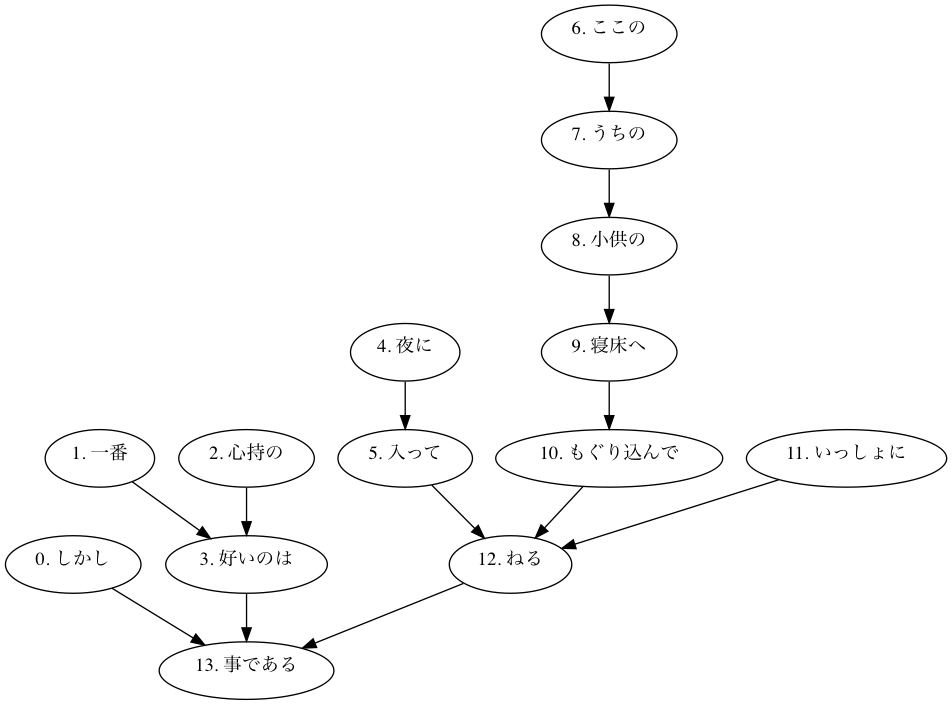 6. ここの
7. うちの
8. 小供の
4. 夜に
9. 寝床へ
1. 一番
2. 心持の
5. 入って
10. もぐり込んで
11. いっしょに
0. しかし
3. 好いのは
12. ねる
13. 事である